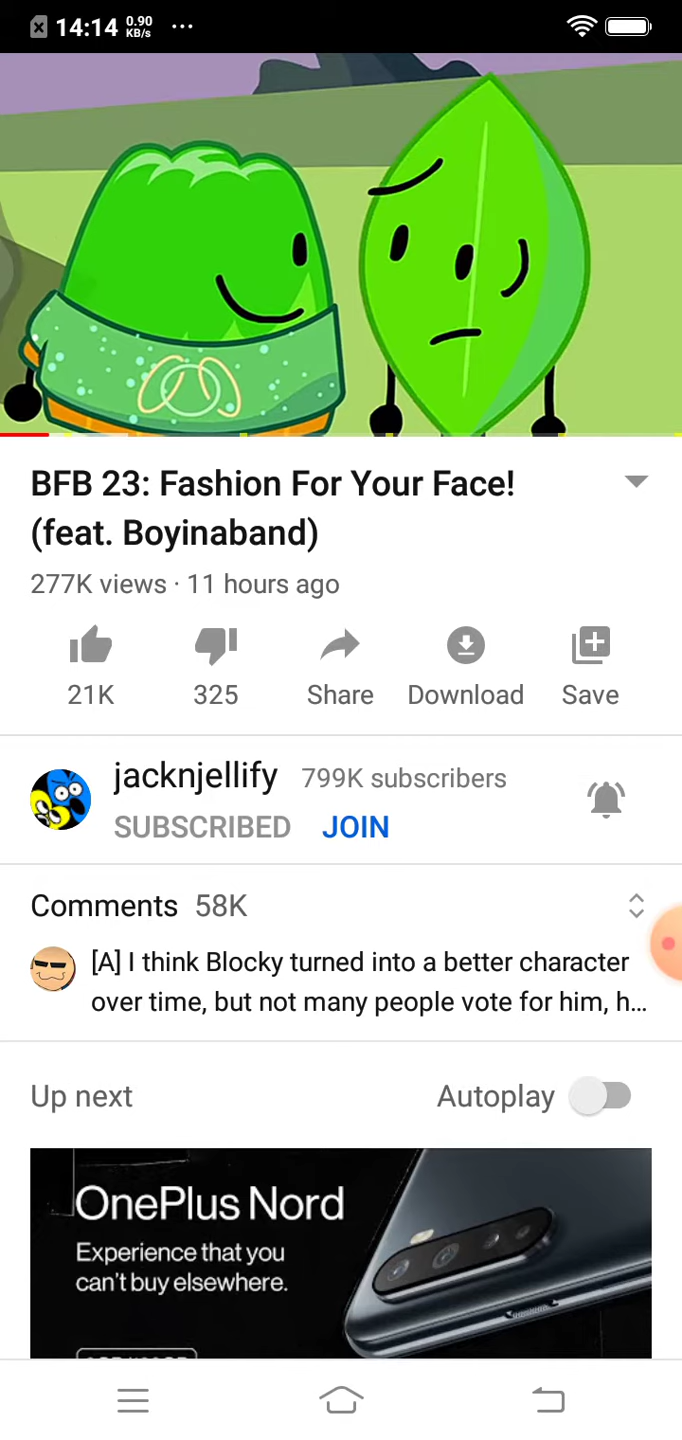 14:14 0.90 KB/s ...
BFB 23: Fashion For Your Face!
(feat. Boyinaband)
277K views · 11 hours ago
21K 325 Share Download Save
jacknjellify 799K subscribers
SUBSCRIBED JOIN
Comments 58K
[A] I think Blocky turned into a better character
over time, but not many people vote for him, h...
Up next Autoplay
OnePlus Nord
Experience that you
can't buy elsewhere.